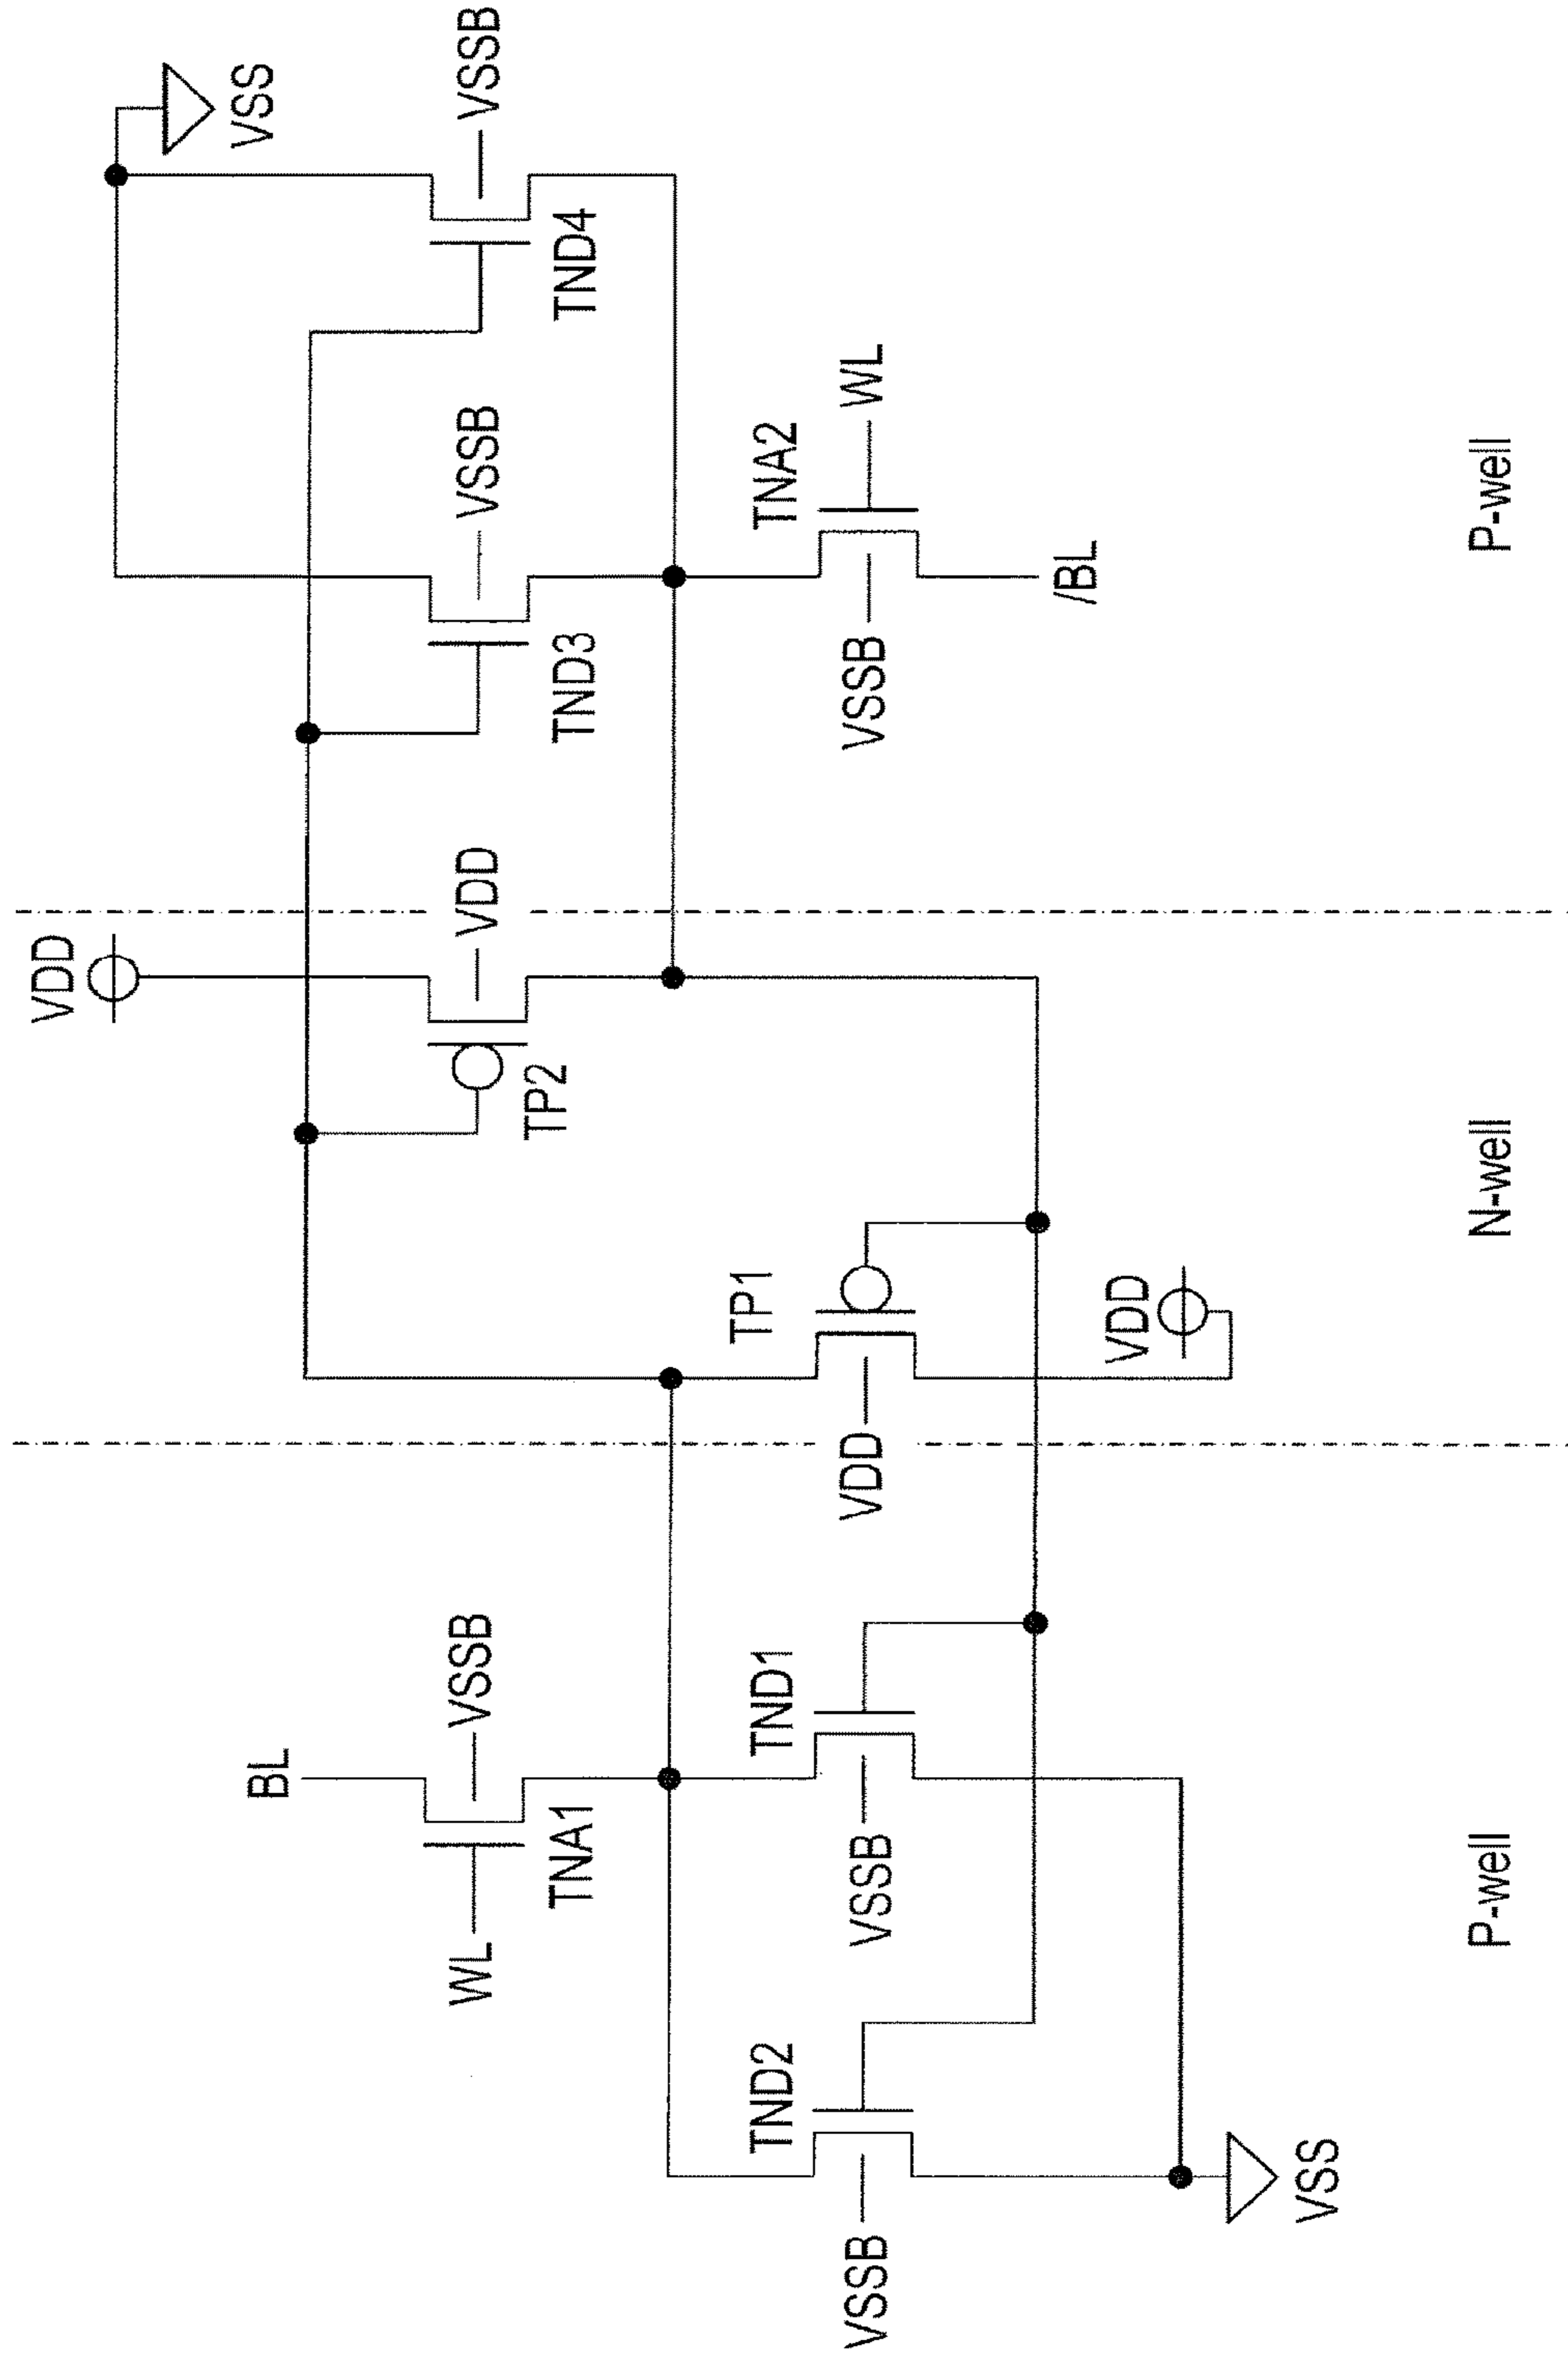 VDD
VSS
BL
WL
VSSB
VDD
VSSB
VSSB
TNA1
TP2
TND3
TND4
TND2
TND1
TP1
TNA2
VSSB
VSSB
VDD
VSSB
WL
/BL
VDD
VSS
P-well
N-well
P-well